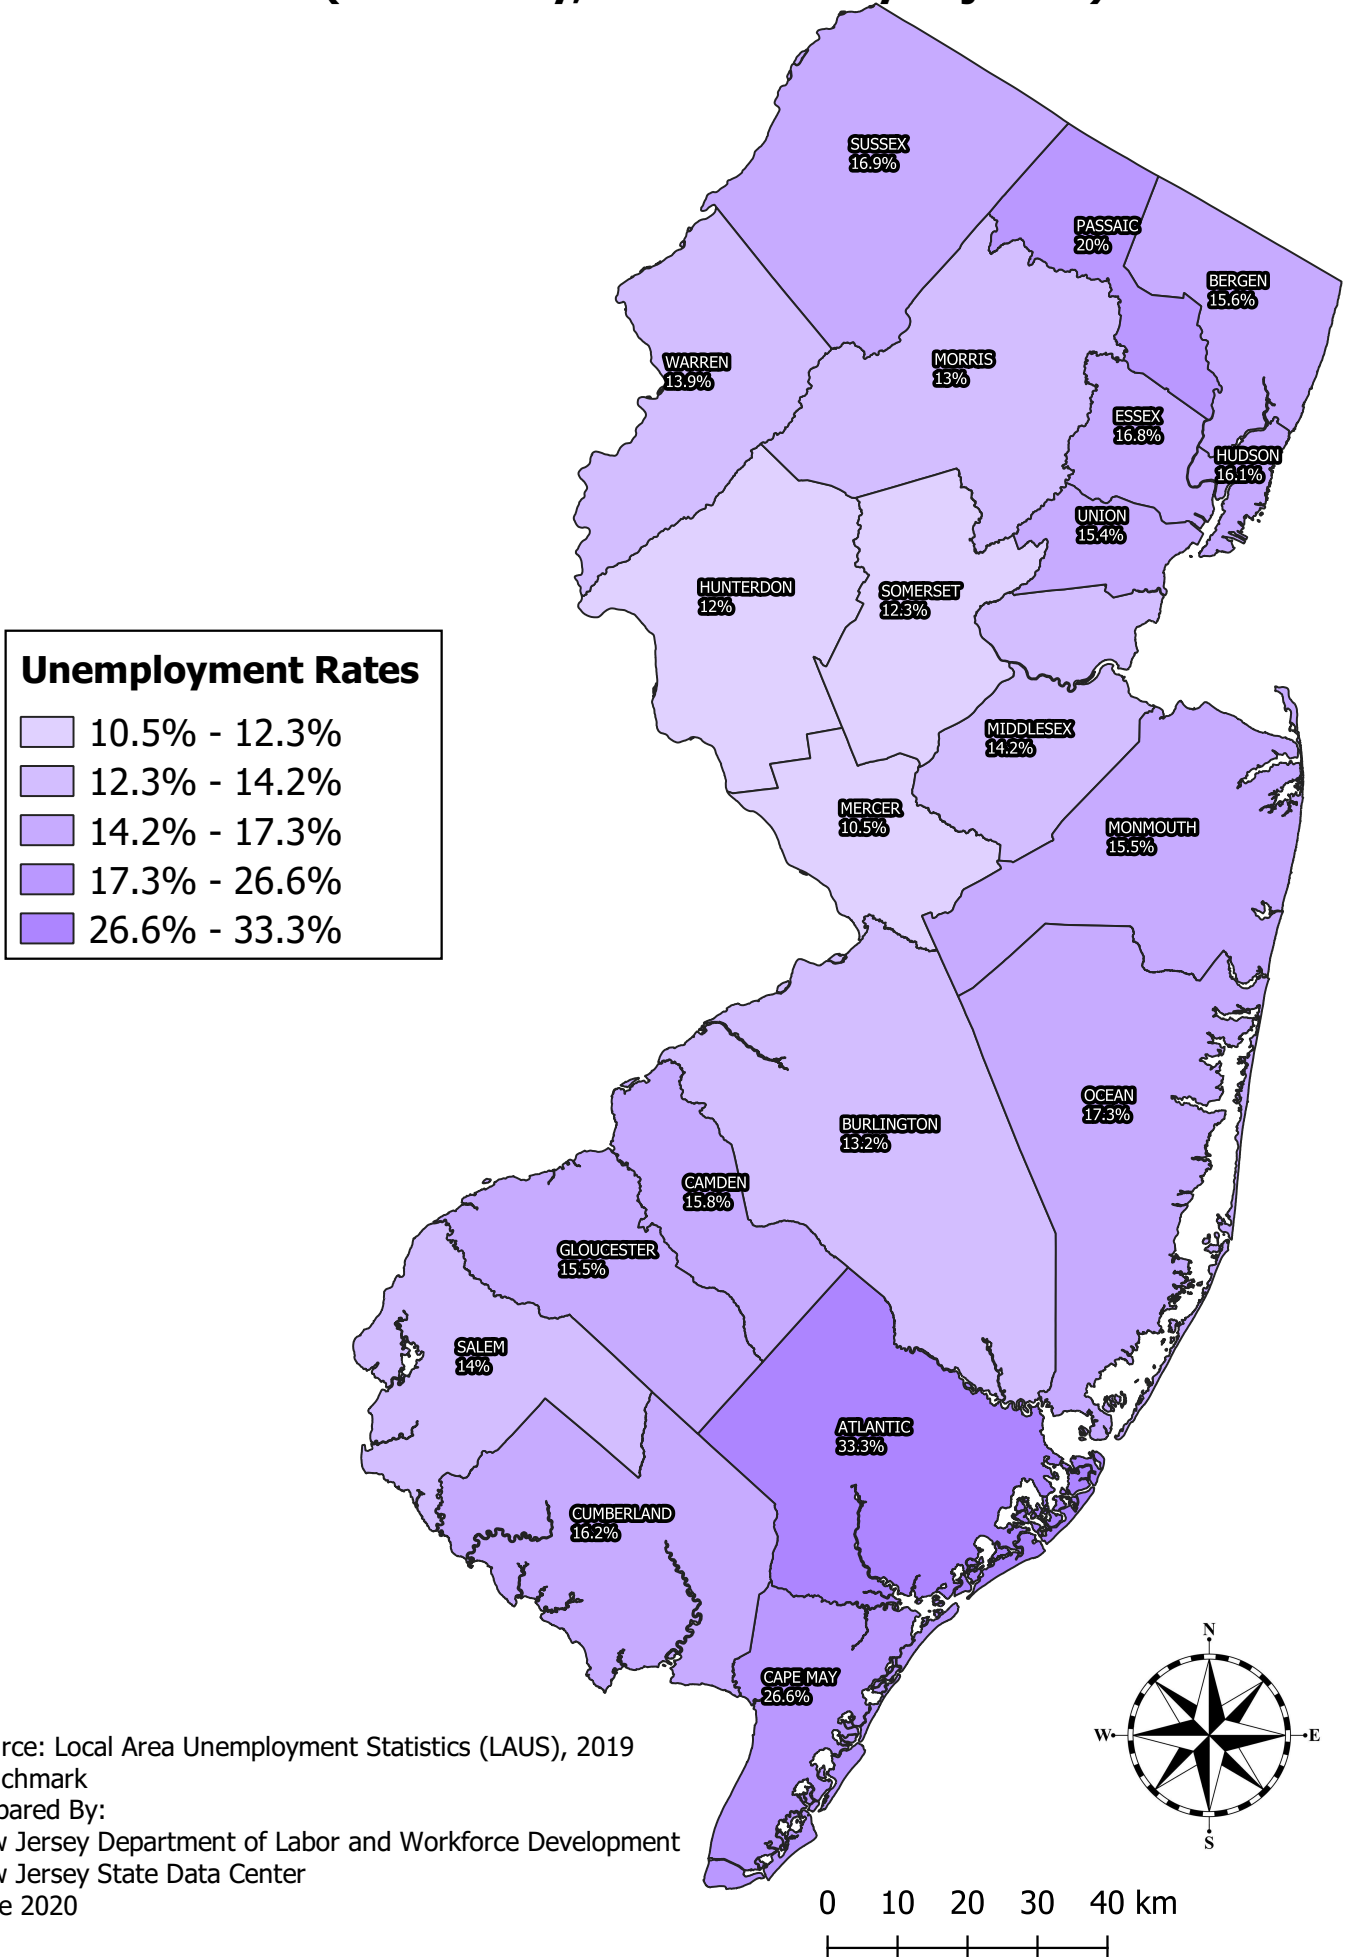 SUSSEX
16.9%
PASSAIC
20%
BERGEN
15.6%
WARREN
13.9%
MORRIS
13%
ESSEX
16.8%
HUDSON
16.1%
UNION
15.4%
HUNTERDON
12%
SOMERSET
12.3%
Unemployment Rates
10.5% - 12.3%
12.3% - 14.2%
14.2% - 17.3%
17.3% - 26.6%
26.6% - 33.3%
MIDDLESEX
14.2%
MERCER
10.5%
MONMOUTH
15.5%
OCEAN
17.3%
BURLINGTON
13.2%
CAMDEN
15.8%
GLOUCESTER
15.5%
SALEM
14%
ATLANTIC
33.3%
CUMBERLAND
16.2%
CAPE MAY
26.6%
N
W E
S
rce: Local Area Unemployment Statistics (LAUS), 2019
chmark
pared By:
w Jersey Department of Labor and Workforce Development
w Jersey State Data Center
e 2020
0 10 20 30 40 km